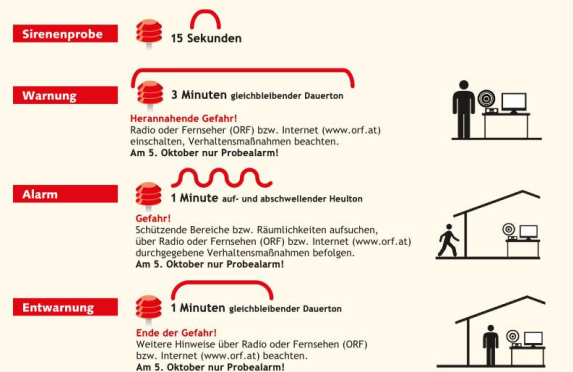 Sirenenprobe
15 Sekunden
Warnung
3 Minuten gleichbleibender Dauerton
Herannahende Gefahr!
Radio oder Fernseher (ORF) bzw. Internet (www.orf.at)
einschalten, Verhaltensmaßnahmen beachten.
Am 5. Oktober nur Probealarm!
Alarm
1 Minute auf- und abschwellender Heulton
Gefahr!
Schützende Bereiche bzw. Räumlichkeiten aufsuchen,
über Radio oder Fernsehen (ORF) bzw. Internet (www.orf.at)
durchgegebene Verhaltensmaßnahmen befolgen.
Am 5. Oktober nur Probealarm!
Entwarnung
1 Minuten gleichbleibender Dauerton
Ende der Gefahr!
Weitere Hinweise über Radio oder Fernsehen (ORF)
bzw. Internet (www.orf.at) beachten.
Am 5. Oktober nur Probealarm!